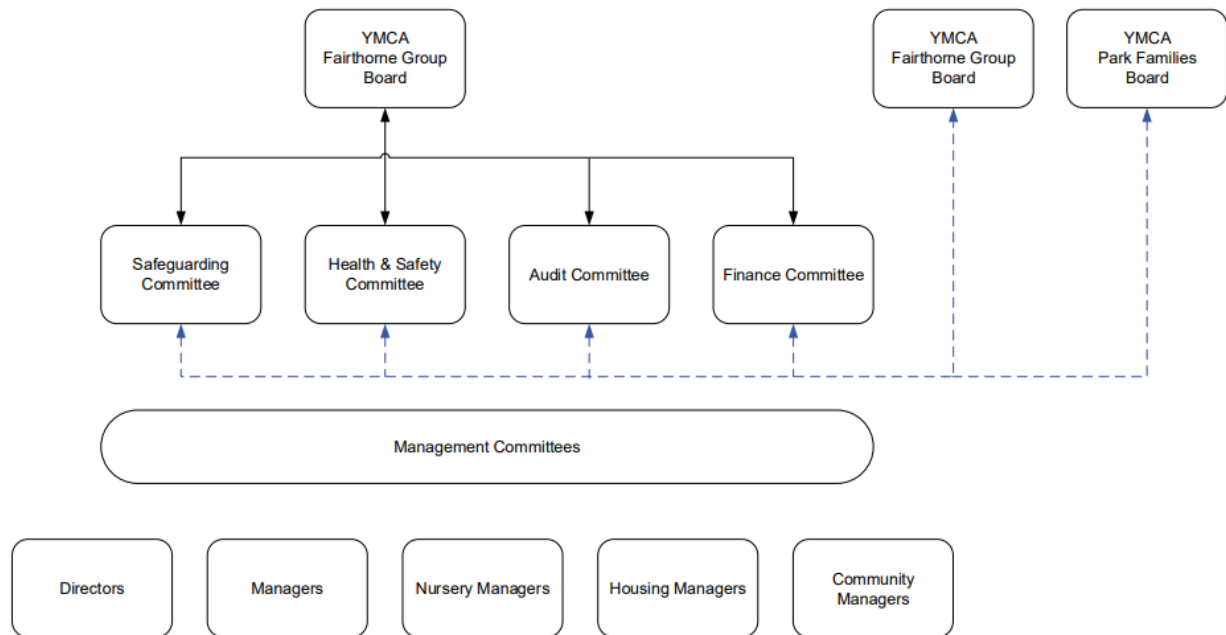 YMCA
Fairthorne Group
Board
YMCA
Fairthorne Group
Board
YMCA
Park Families
Board
Safeguarding
Committee
Health & Safety
Committee
Audit Committee
Finance Committee
Management Committees
Directors
Managers
Nursery Managers
Housing Managers
Community
Managers